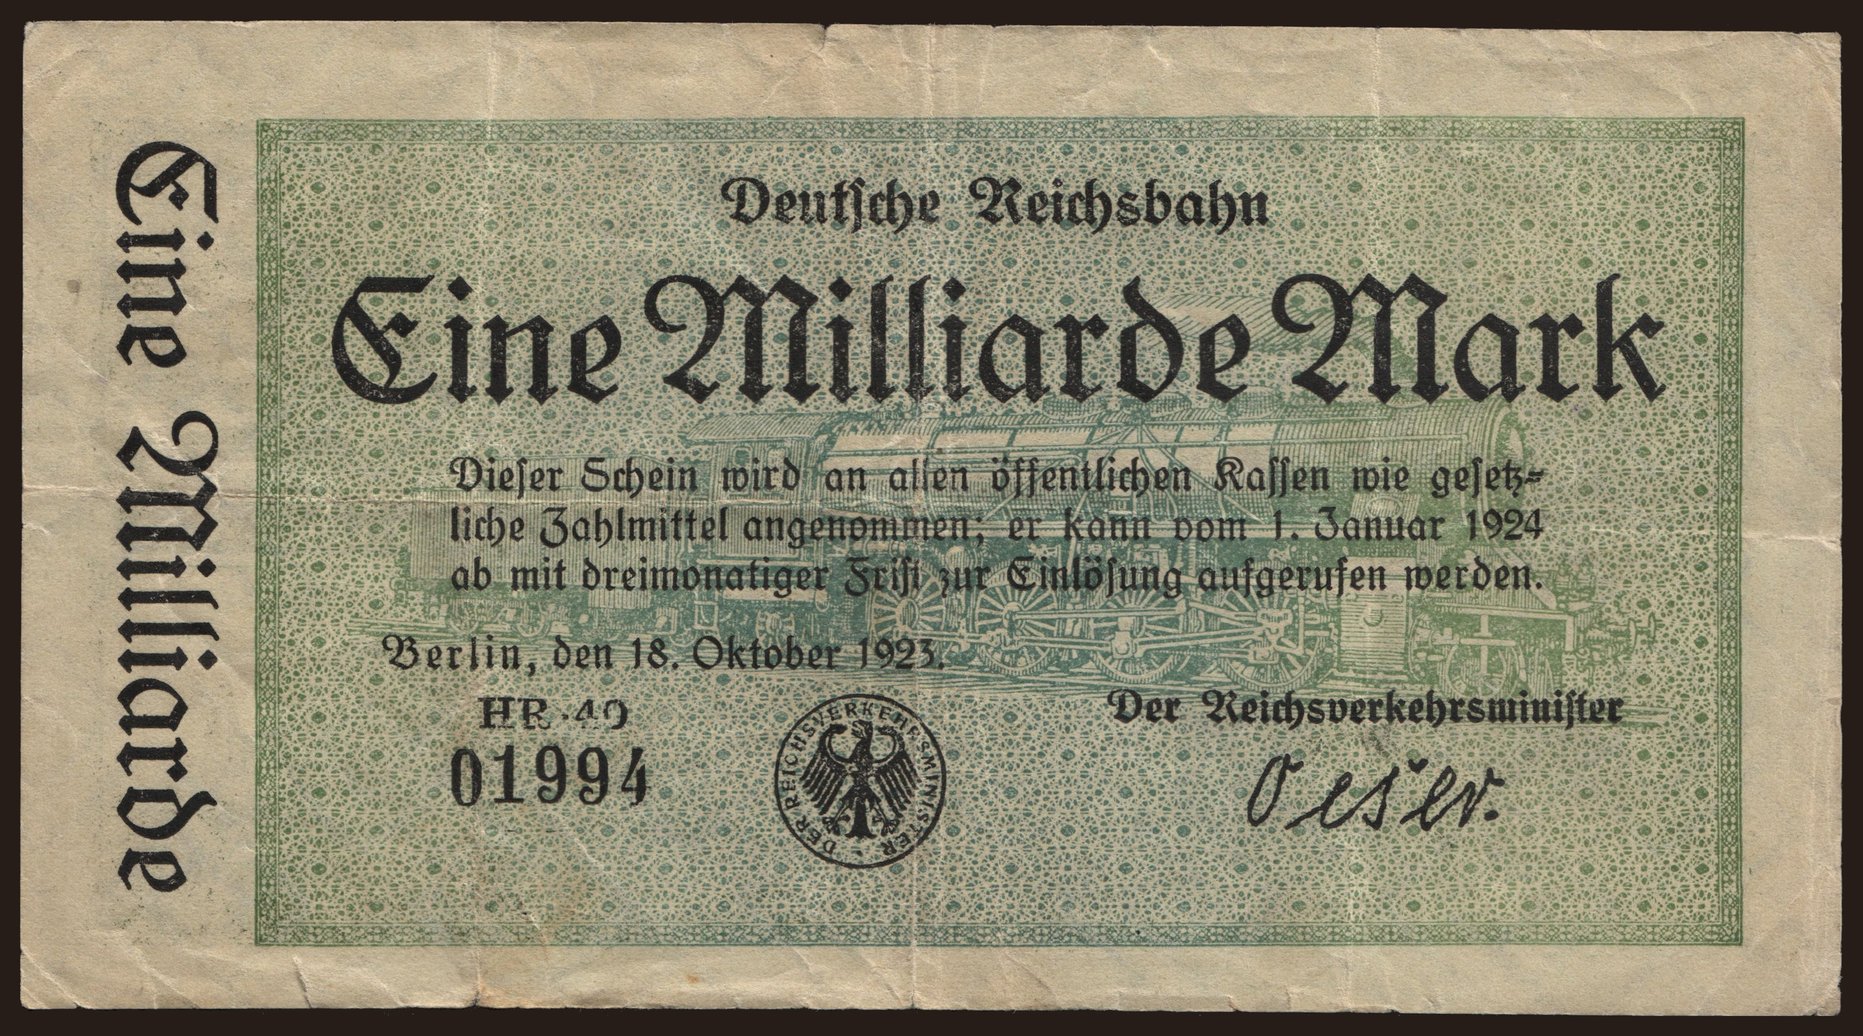 Deutsche Reichsbahn
Eine Milliarde Mark
Dieser Schein wird an allen öffentlichen Kassen wie gesetz=
liche Zahlmittel angenommen; er kann vom 1. Januar 1924
ab mit dreimonatiger Frist zur Einlösung aufgerufen werden.
Berlin, den 18. Oktober 1923.
HR·40
01994
DER REICHSVERKEHRSMINISTER
Der Reichsverkehrsminister
Oeser.
Eine Milliarde